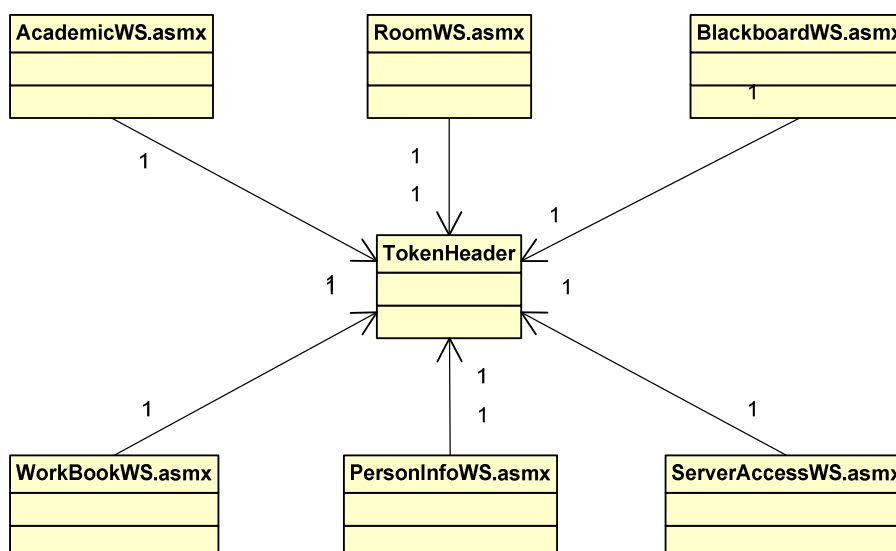 AcademicWS.asmx
RoomWS.asmx
BlackboardWS.asmx
1
1
1
1
1
TokenHeader
1
1
1
1
1
1
1
WorkBookWS.asmx
PersonInfoWS.asmx
ServerAccessWS.asmx